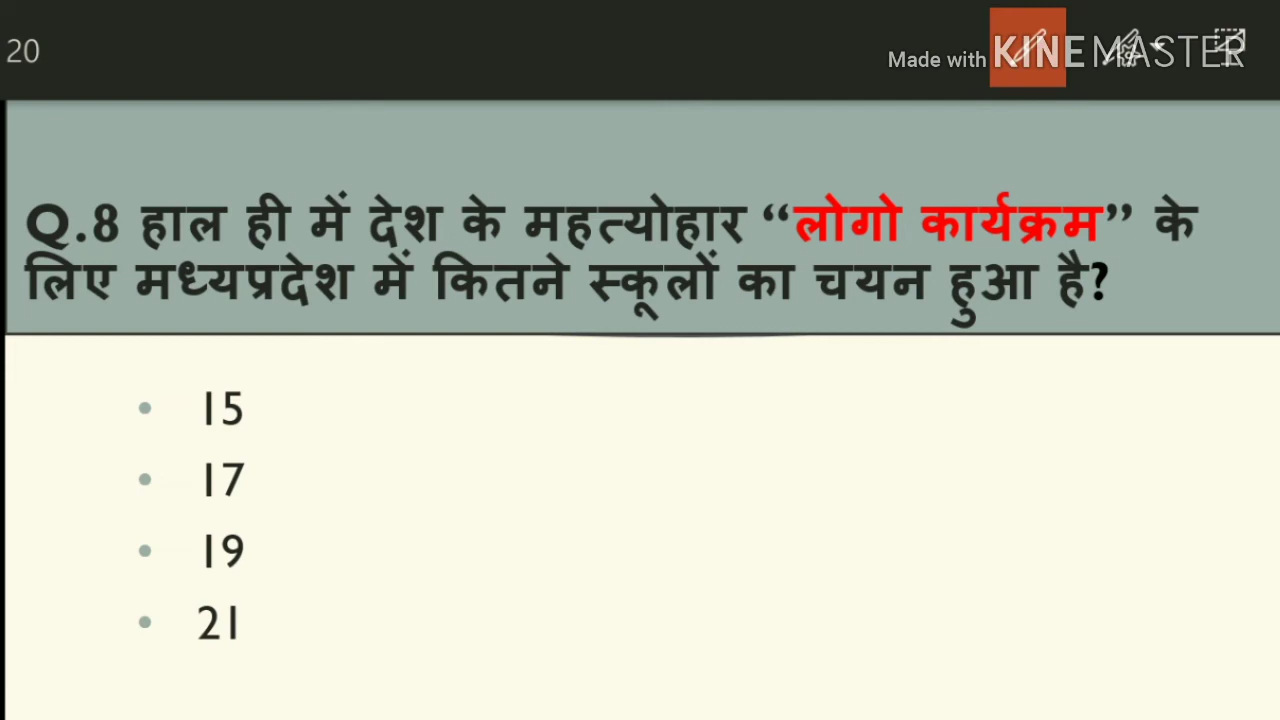 20
Made with KINEMASTER
Q.8 हाल ही में देश के महत्योहार “लोगो कार्यक्रम” के
लिए मध्यप्रदेश में कितने स्कूलों का चयन हुआ है?
• 15
• 17
• 19
• 21